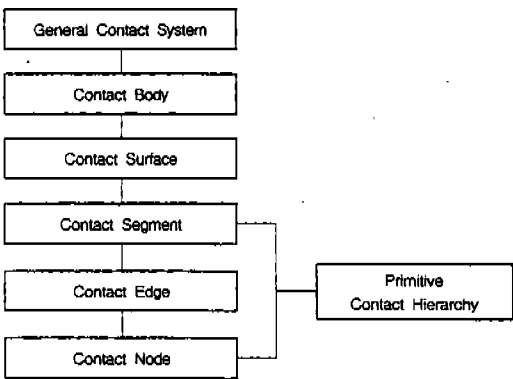 General Contact System
Contact Body
Contact Surface
Contact Segment
Contact Edge
Contact Node
Primitive
Contact Hierarchy